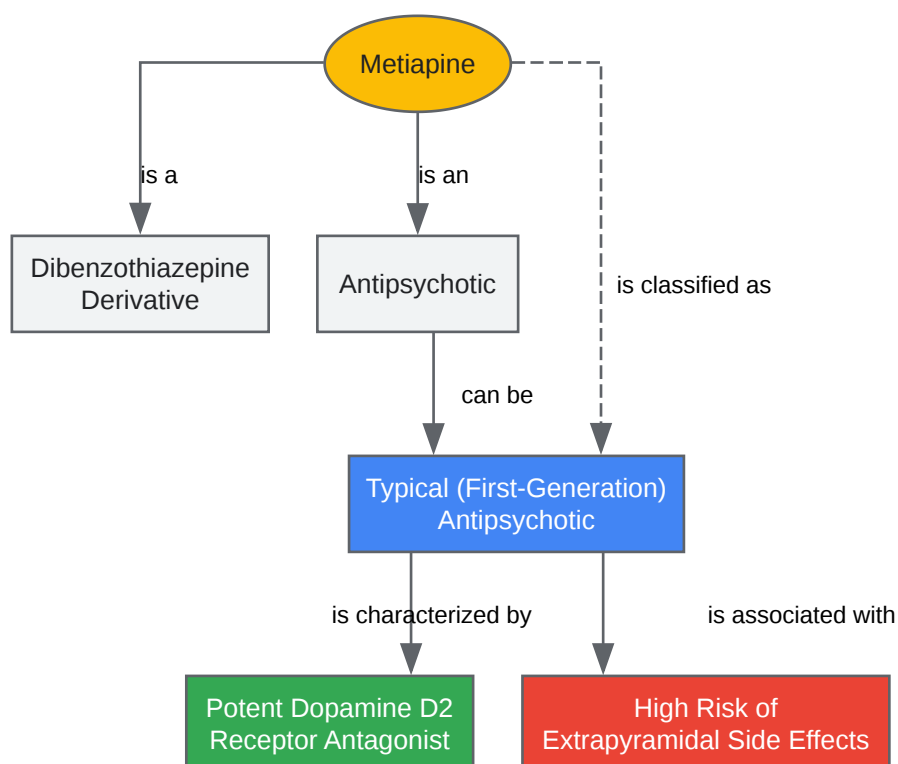 Metiapine
is a
is an
Dibenzothiazepine
Derivative
Antipsychotic
is classified as
can be
Typical (First-Generation)
Antipsychotic
is characterized by
is associated with
Potent Dopamine D2
Receptor Antagonist
High Risk of
Extrapyramidal Side Effects